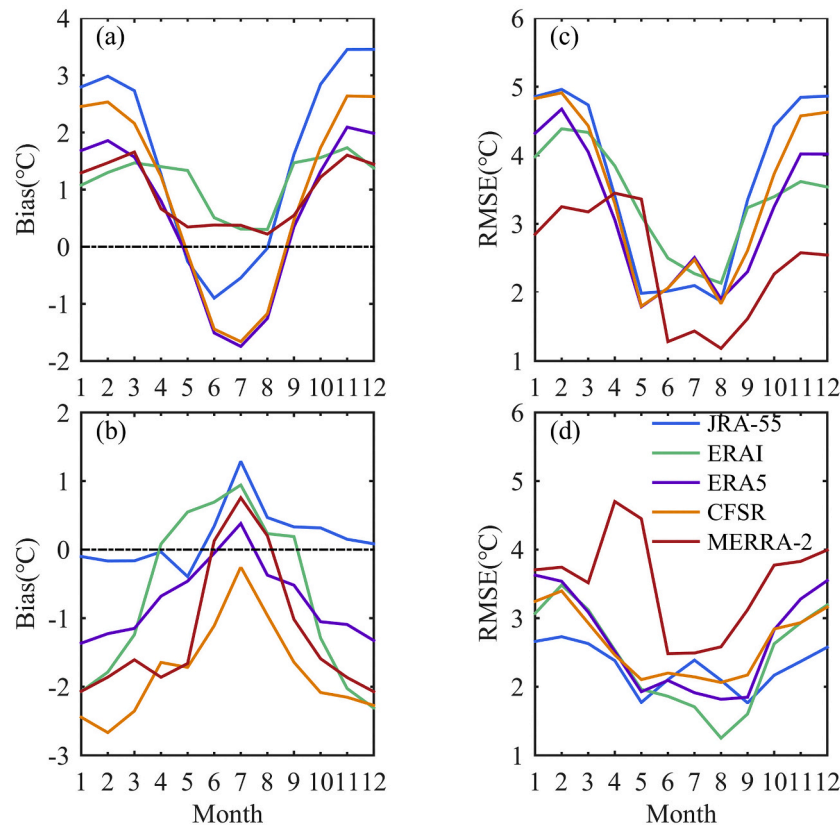 (a)
Bias(℃)
4
3
2
1
0
-1
-2
1 2 3 4 5 6 7 8 9 10 11 12
(c)
RMSE(℃)
6
5
4
3
2
1
1 2 3 4 5 6 7 8 9 10 11 12
(b)
Bias(℃)
2
1
0
-1
-2
-3
1 2 3 4 5 6 7 8 9 10 11 12
Month
(d)
RMSE(℃)
6
5
4
3
2
1
JRA-55
ERAI
ERA5
CFSR
MERRA-2
1 2 3 4 5 6 7 8 9 10 11 12
Month